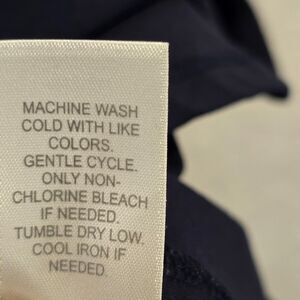 MACHINE WASH
COLD WITH LIKE
COLORS.
GENTLE CYCLE.
ONLY NON-
CHLORINE BLEACH
IF NEEDED.
TUMBLE DRY LOW.
COOL IRON IF
NEEDED.